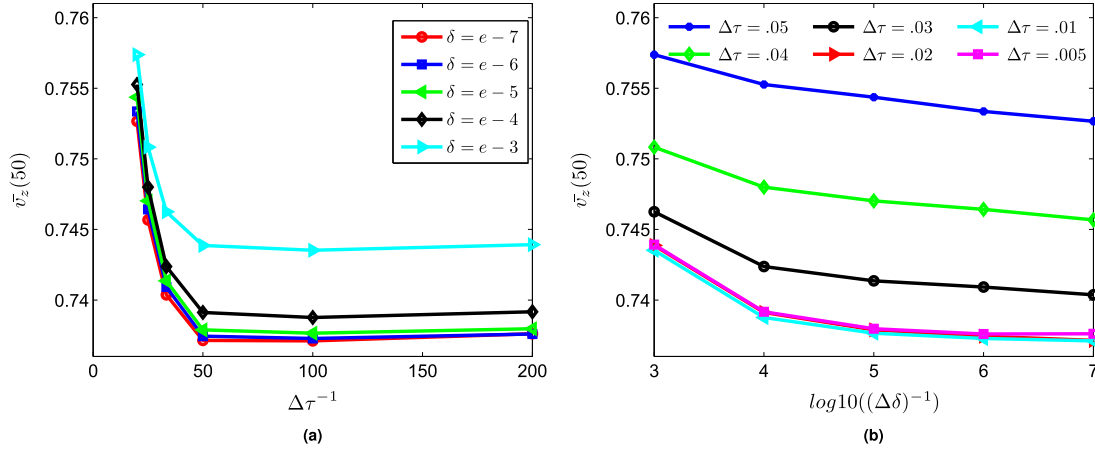 0.76
0.755
0.75
0.745
0.74
v̄_z(50)
0 50 100 150 200
Δτ⁻¹
δ = e − 7
δ = e − 6
δ = e − 5
δ = e − 4
δ = e − 3
(a)
0.76
0.755
0.75
0.745
0.74
v̄_z(50)
3 4 5 6 7
log10((Δδ)⁻¹)
Δτ = .05 Δτ = .03 Δτ = .01
Δτ = .04 Δτ = .02 Δτ = .005
(b)